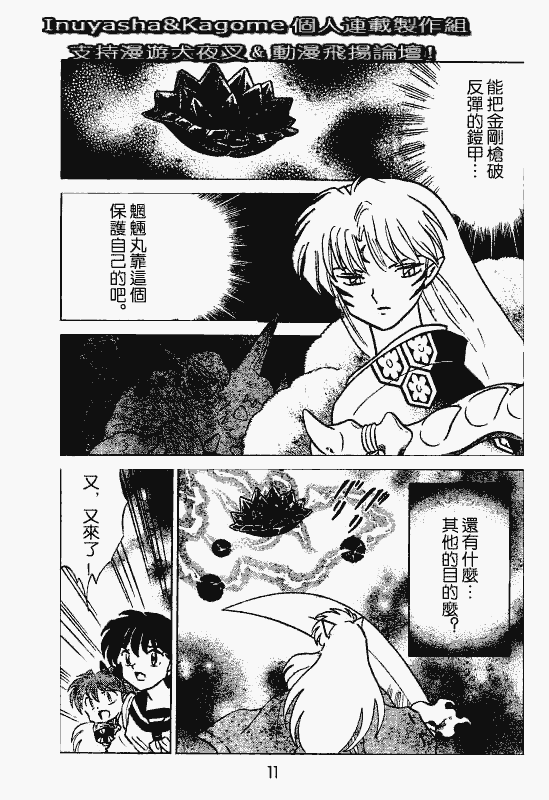 Inuyasha&Kagome 個人連載製作組
支持漫遊犬夜叉&動漫飛揚論壇!
能把金剛槍破
反彈的鎧甲…
魍魎丸靠這個
保護自己的吧。
還有什麼…
其他的目的麼?
又,又來了!
11